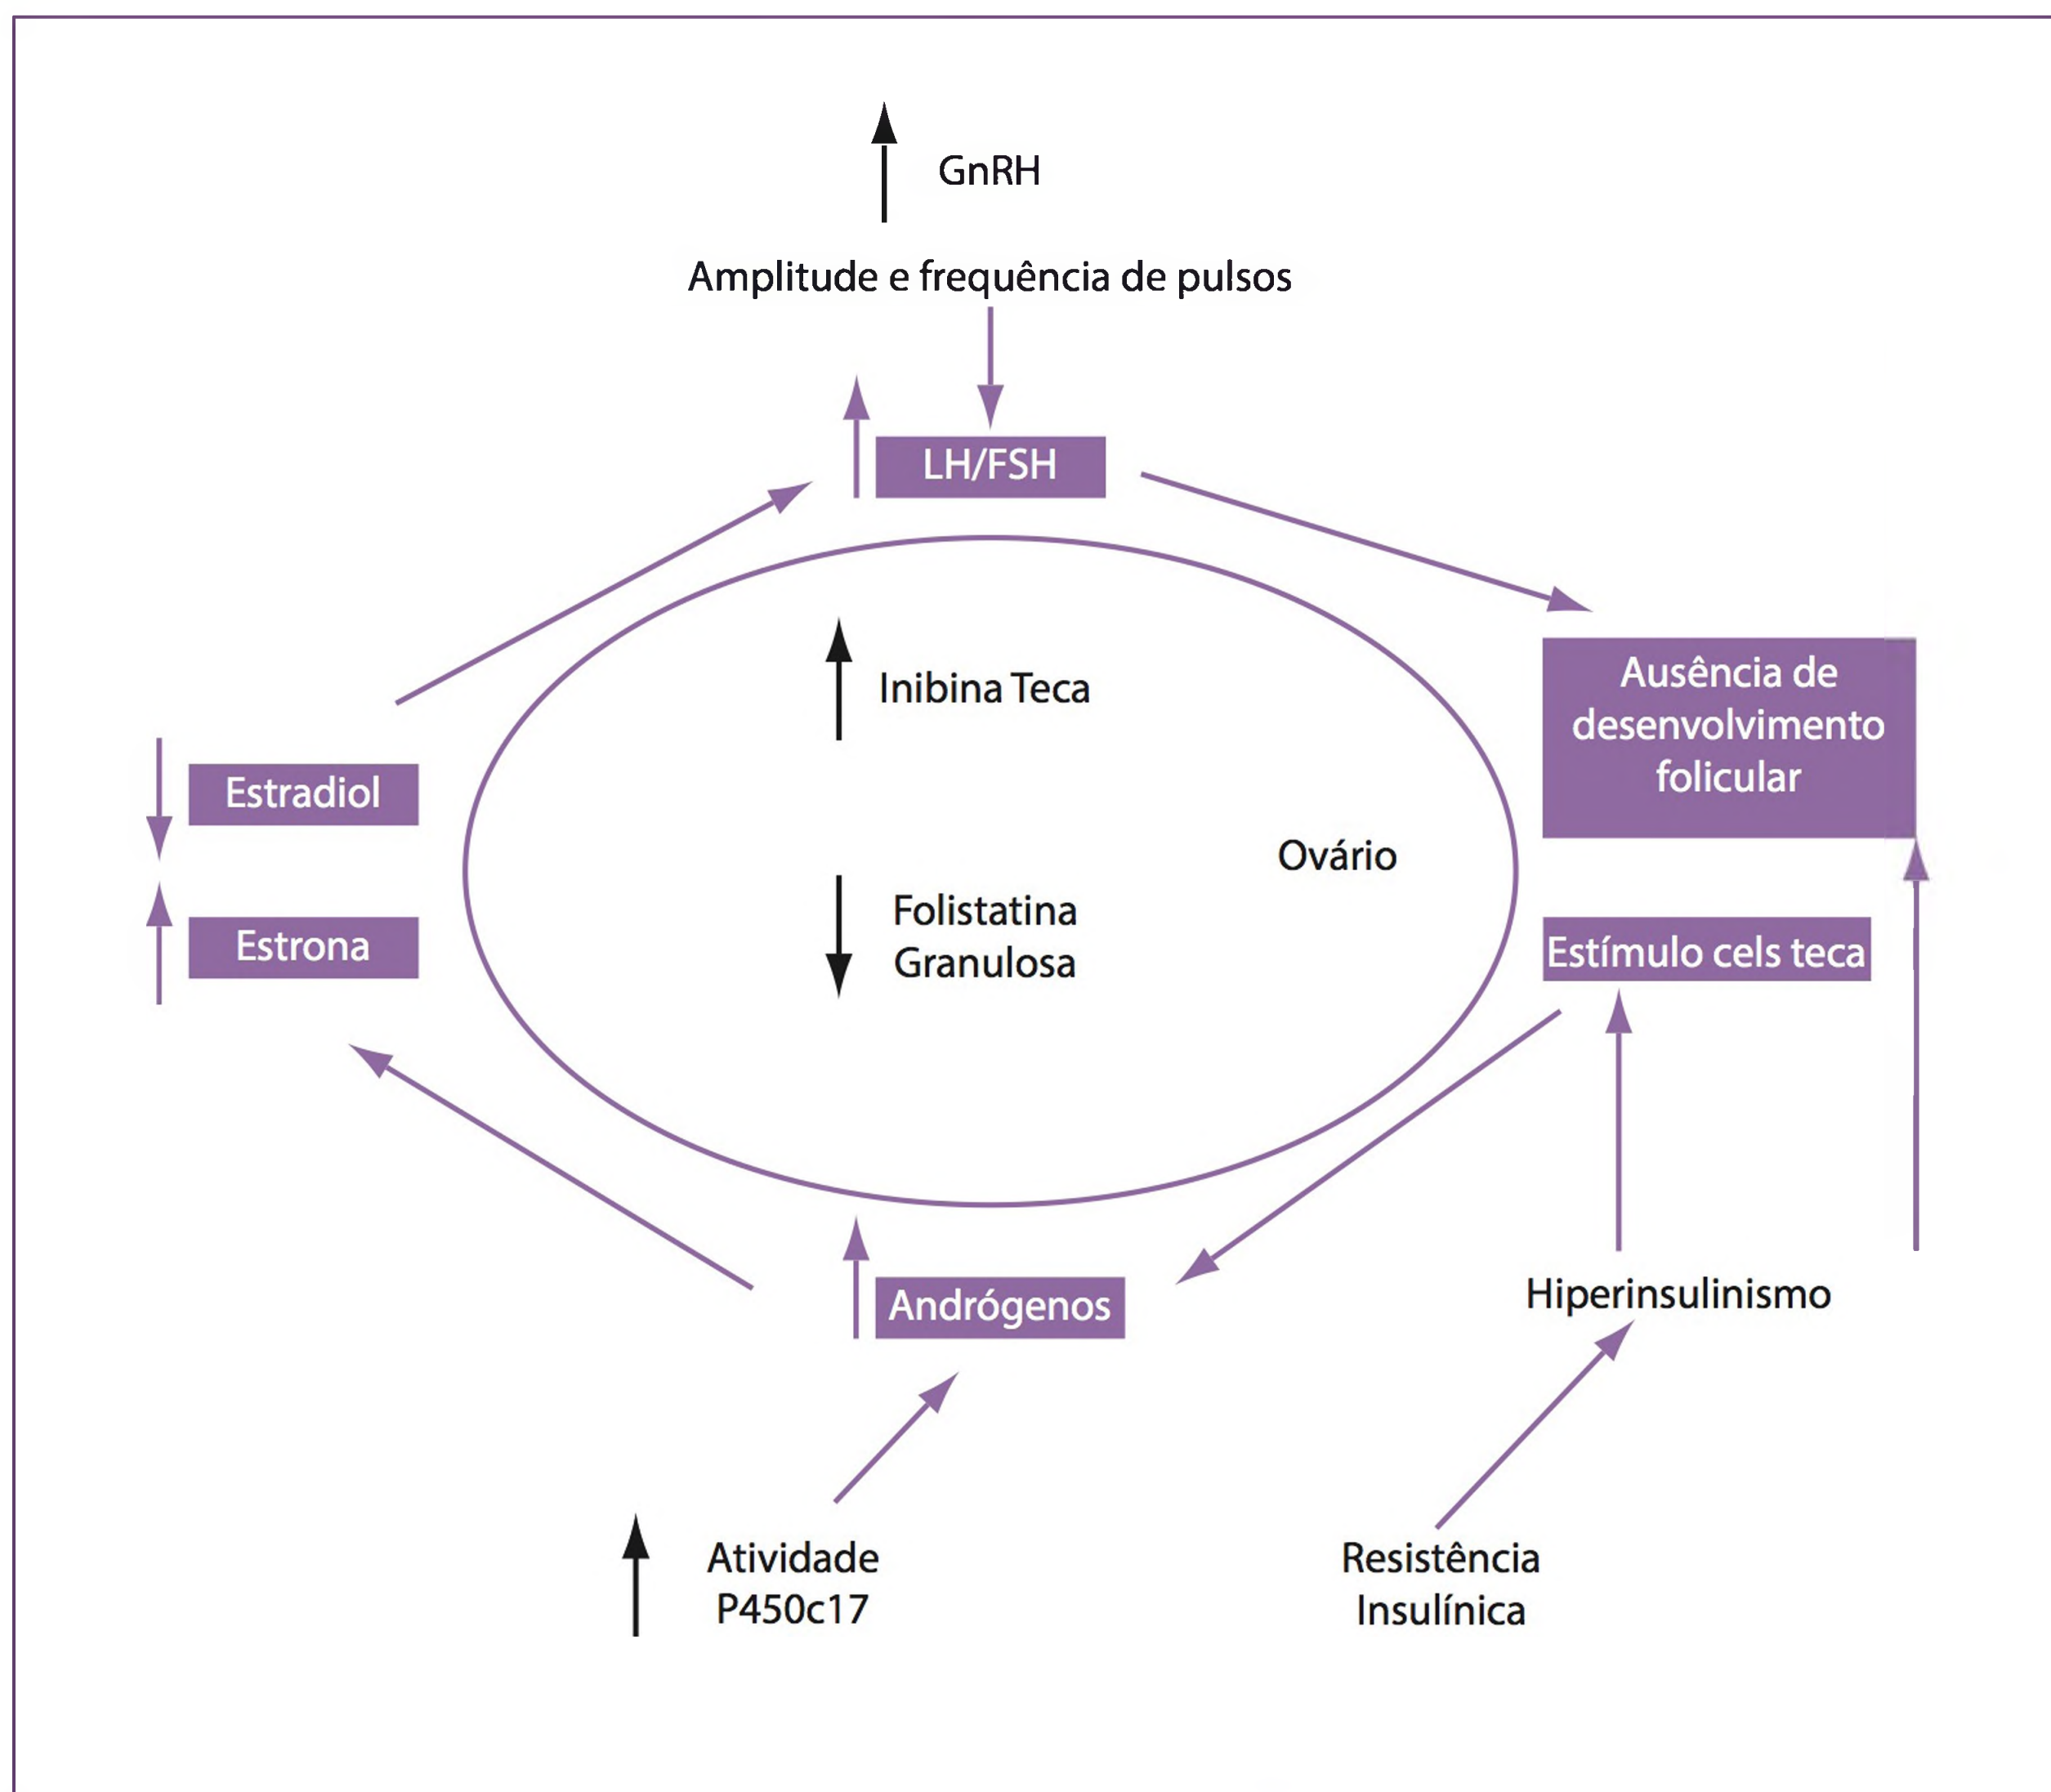 GnRH
Amplitude e frequência de pulsos
LH/FSH
Inibina Teca
Ausência de
desenvolvimento
folicular
Estradiol
Ovário
Folistatina
Granulosa
Estrona
Estímulo cels teca
Hiperinsulinismo
Andrógenos
Atividade
P450c17
Resistência
Insulínica